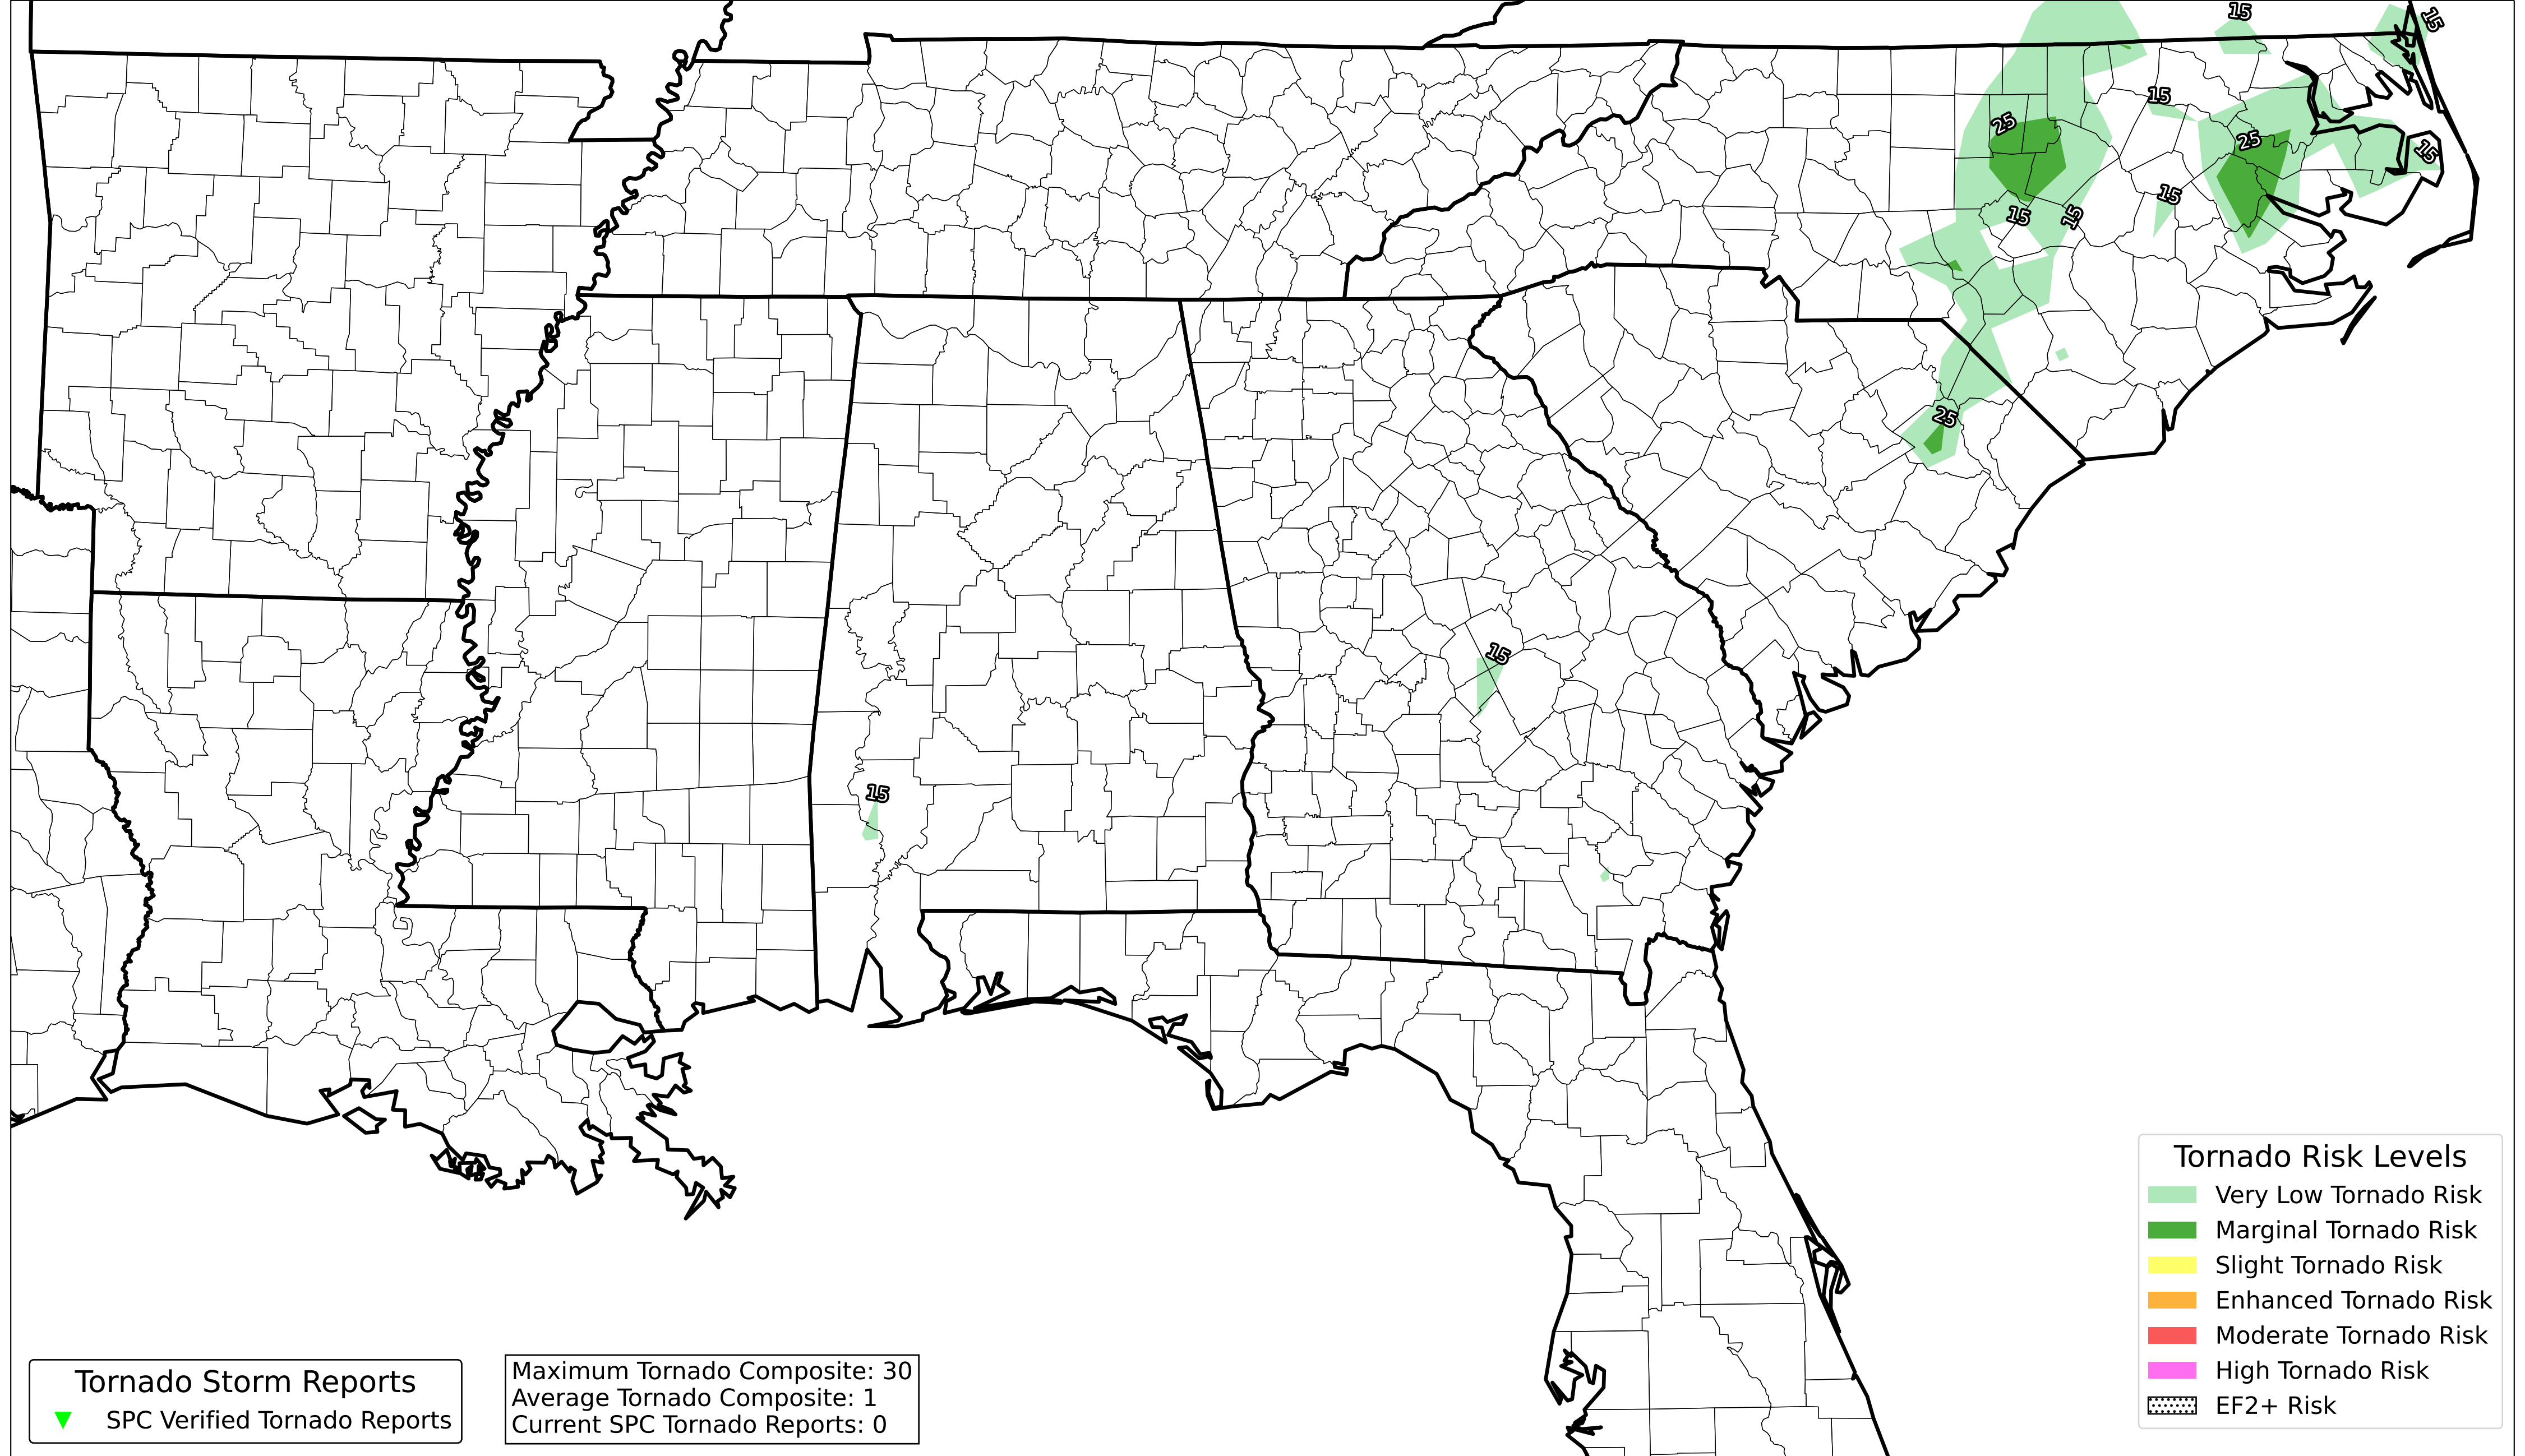 15
15
15
25
25
15
15
15
15
25
15
15
Tornado Risk Levels
Very Low Tornado Risk
Marginal Tornado Risk
Slight Tornado Risk
Enhanced Tornado Risk
Moderate Tornado Risk
High Tornado Risk
EF2+ Risk
Tornado Storm Reports
SPC Verified Tornado Reports
Maximum Tornado Composite: 30
Average Tornado Composite: 1
Current SPC Tornado Reports: 0